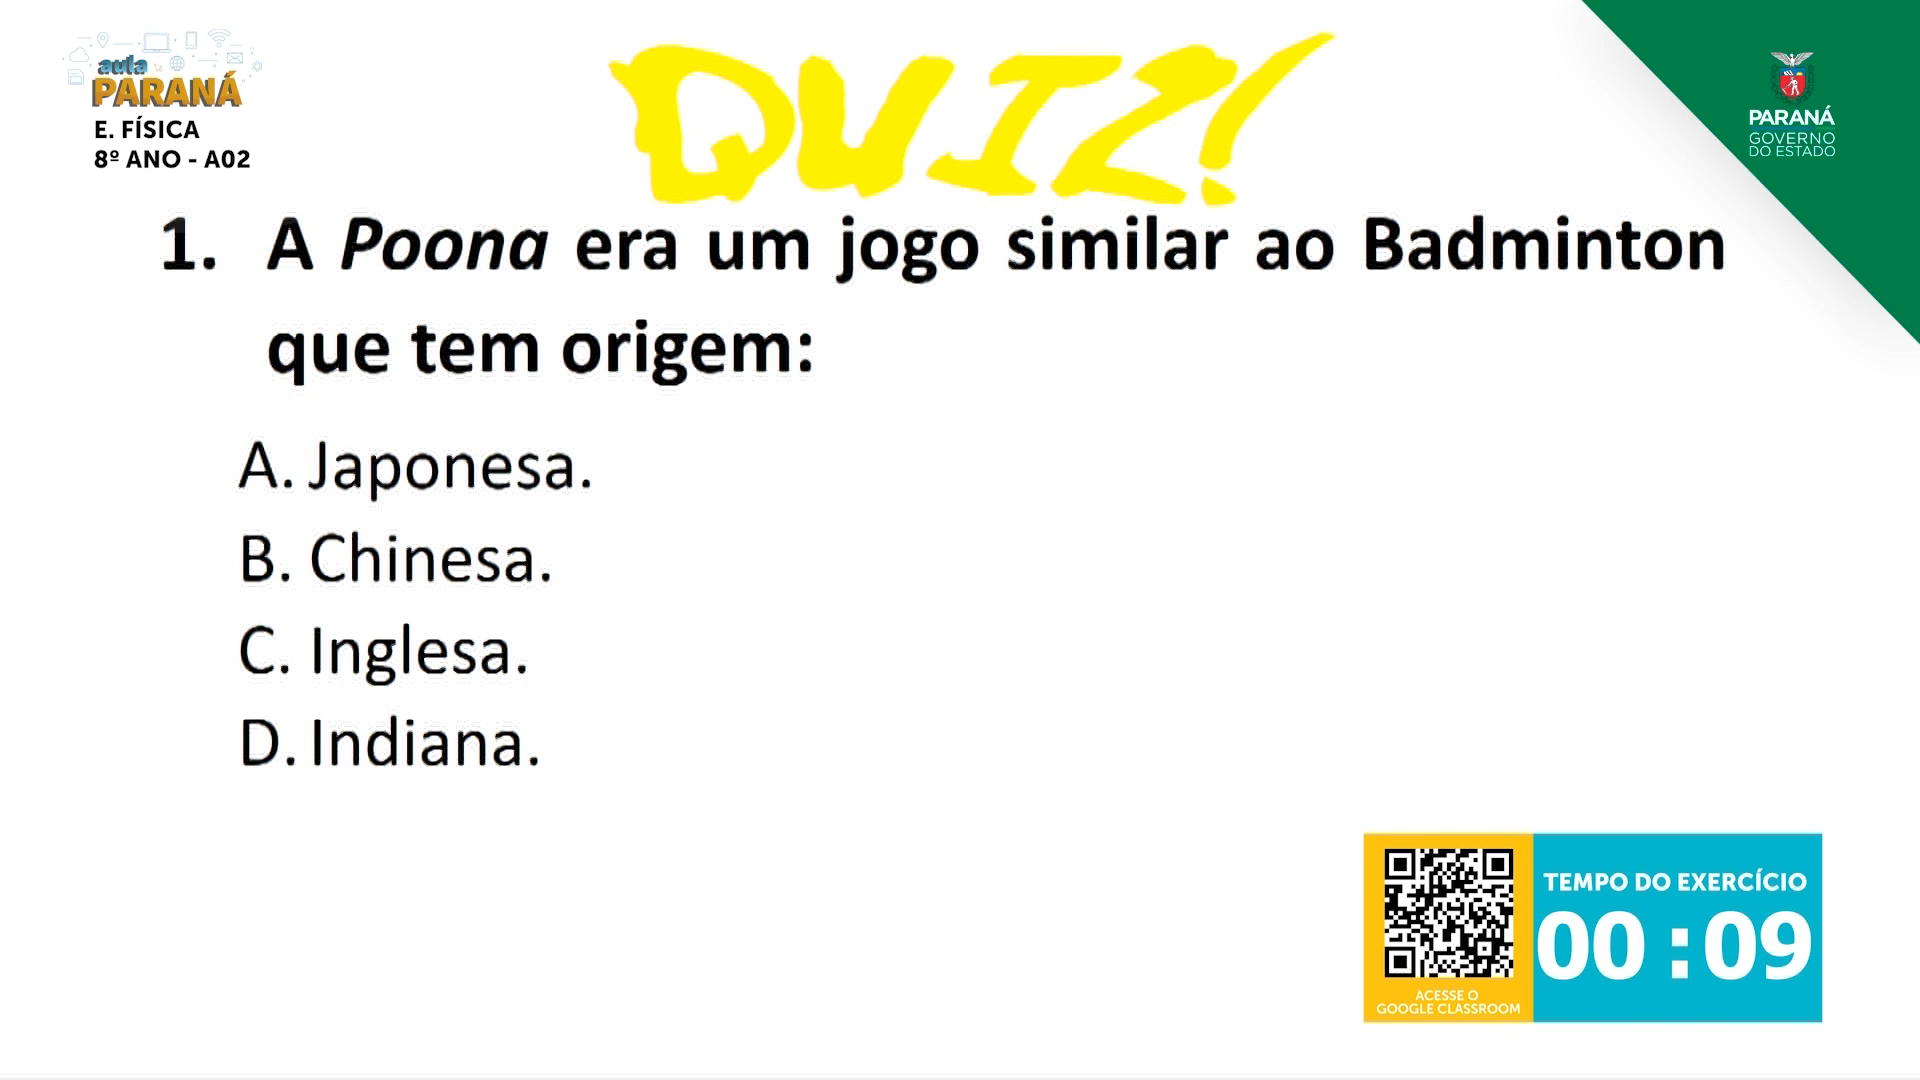 aula
PARANÁ
E. FÍSICA
8º ANO - A02
QUIZ!
PARANÁ
GOVERNO
DO ESTADO
1. A Poona era um jogo similar ao Badminton
que tem origem:
A. Japonesa.
B. Chinesa.
C. Inglesa.
D. Indiana.
TEMPO DO EXERCÍCIO
00:09
ACESSE O
GOOGLE CLASSROOM